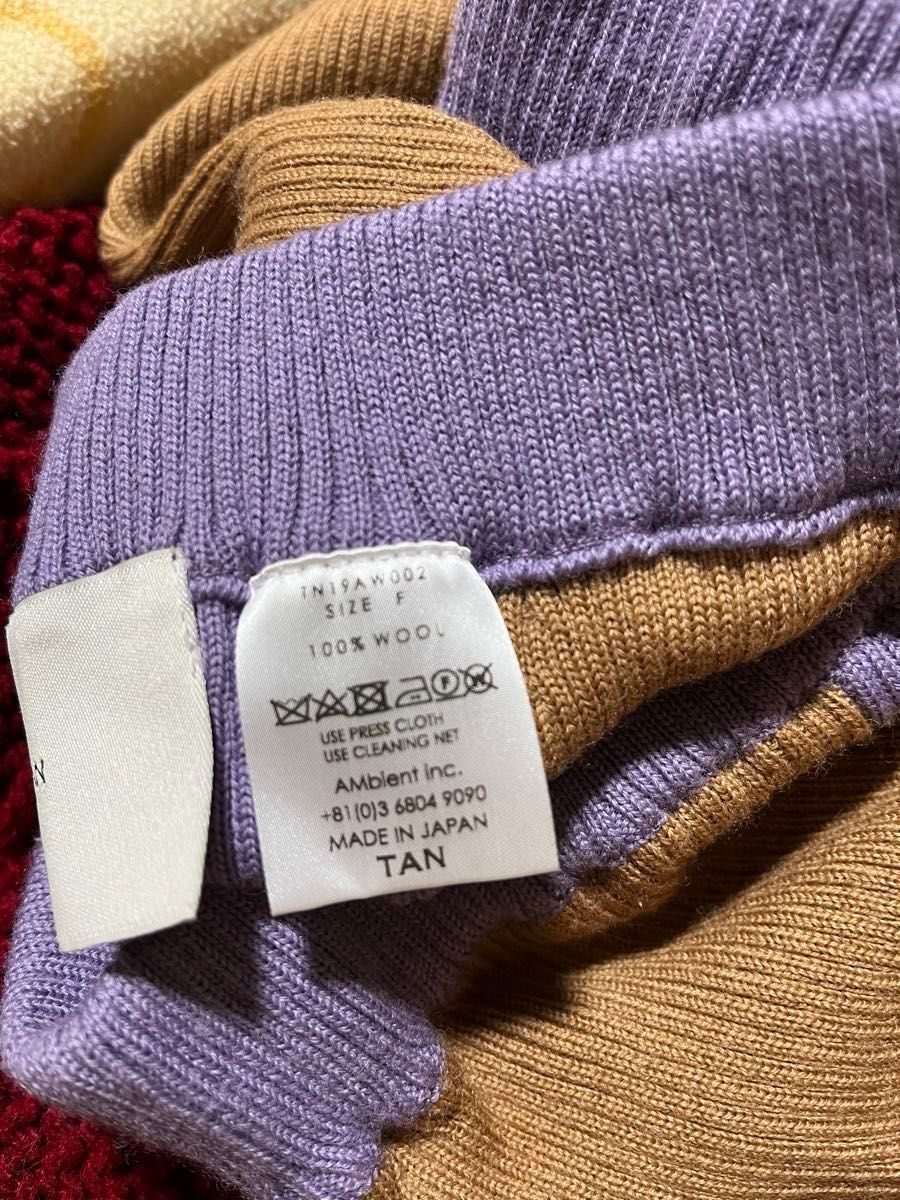 TN19AW002
SIZE F
100% WOOL
P W
USE PRESS CLOTH
USE CLEANING NET
AMbient inc.
+81(0)3 6804 9090
MADE IN JAPAN
TAN